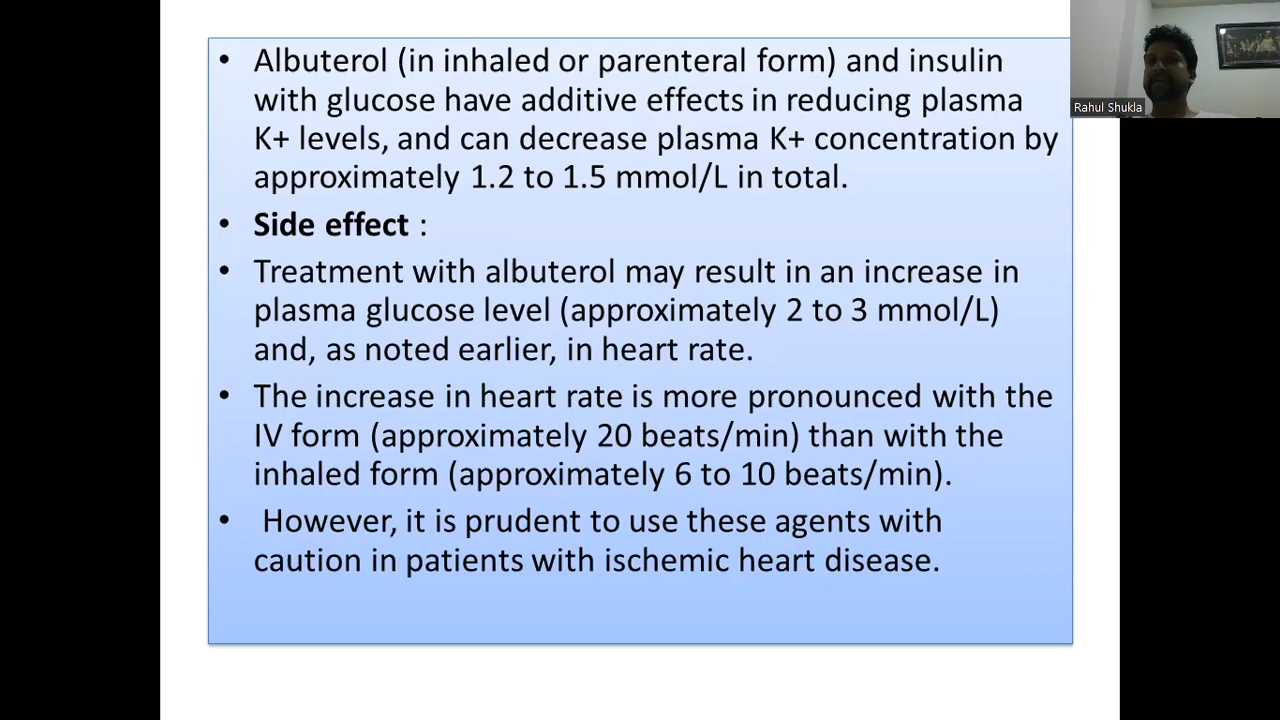 • Albuterol (in inhaled or parenteral form) and insulin
with glucose have additive effects in reducing plasma
K+ levels, and can decrease plasma K+ concentration by
approximately 1.2 to 1.5 mmol/L in total.
• Side effect :
• Treatment with albuterol may result in an increase in
plasma glucose level (approximately 2 to 3 mmol/L)
and, as noted earlier, in heart rate.
• The increase in heart rate is more pronounced with the
IV form (approximately 20 beats/min) than with the
inhaled form (approximately 6 to 10 beats/min).
• However, it is prudent to use these agents with
caution in patients with ischemic heart disease.
Rahul Shukla